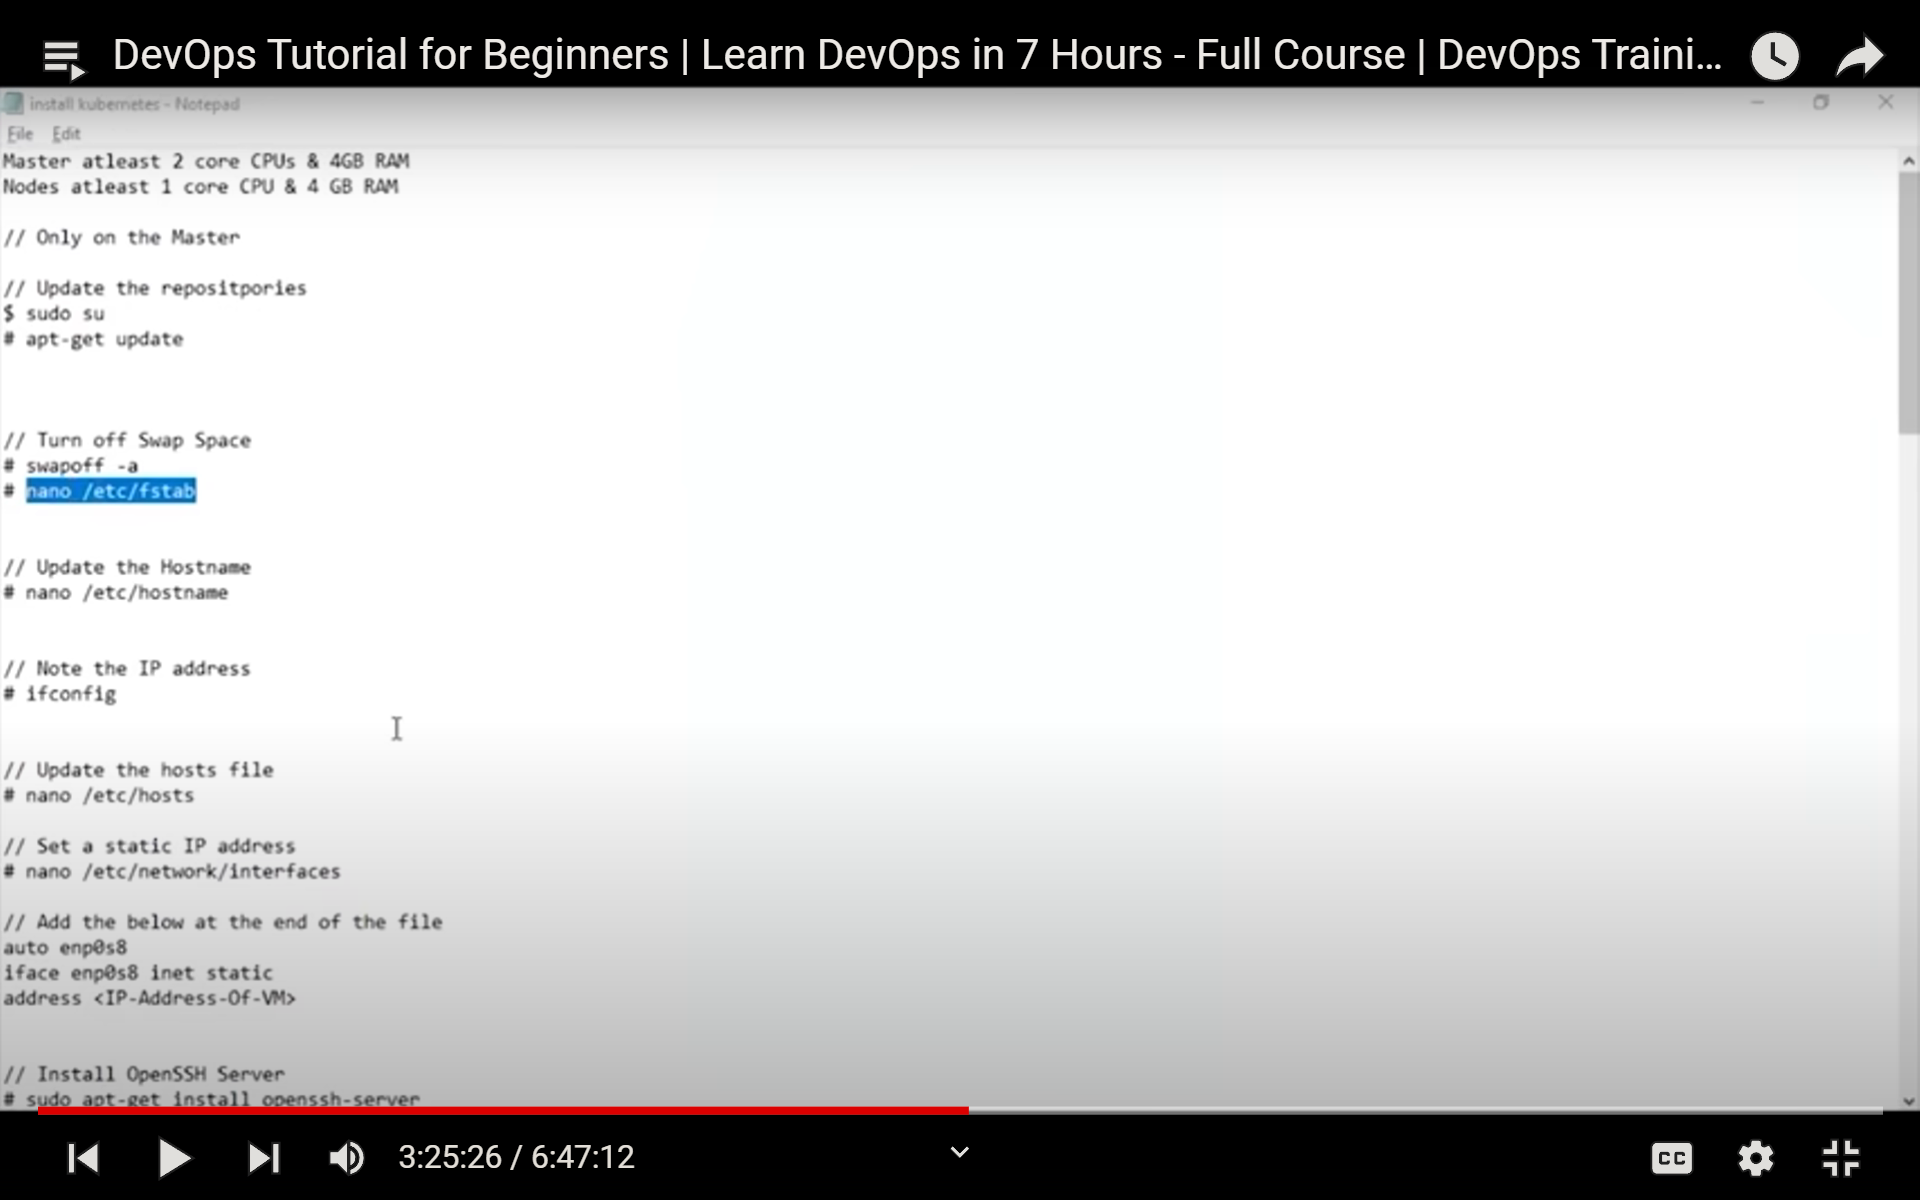 DevOps Tutorial for Beginners | Learn DevOps in 7 Hours - Full Course | DevOps Traini...
install kubernetes - Notepad
File Edit
Master atleast 2 core CPUs & 4GB RAM
Nodes atleast 1 core CPU & 4 GB RAM
// Only on the Master
// Update the repositpories
$ sudo su
# apt-get update
// Turn off Swap Space
# swapoff -a
# nano /etc/fstab
// Update the Hostname
# nano /etc/hostname
// Note the IP address
# ifconfig
// Update the hosts file
# nano /etc/hosts
// Set a static IP address
# nano /etc/network/interfaces
// Add the below at the end of the file
auto enp0s8
iface enp0s8 inet static
address <IP-Address-Of-VM>
// Install OpenSSH Server
# sudo apt-get install openssh-server
3:25:26 / 6:47:12
CC